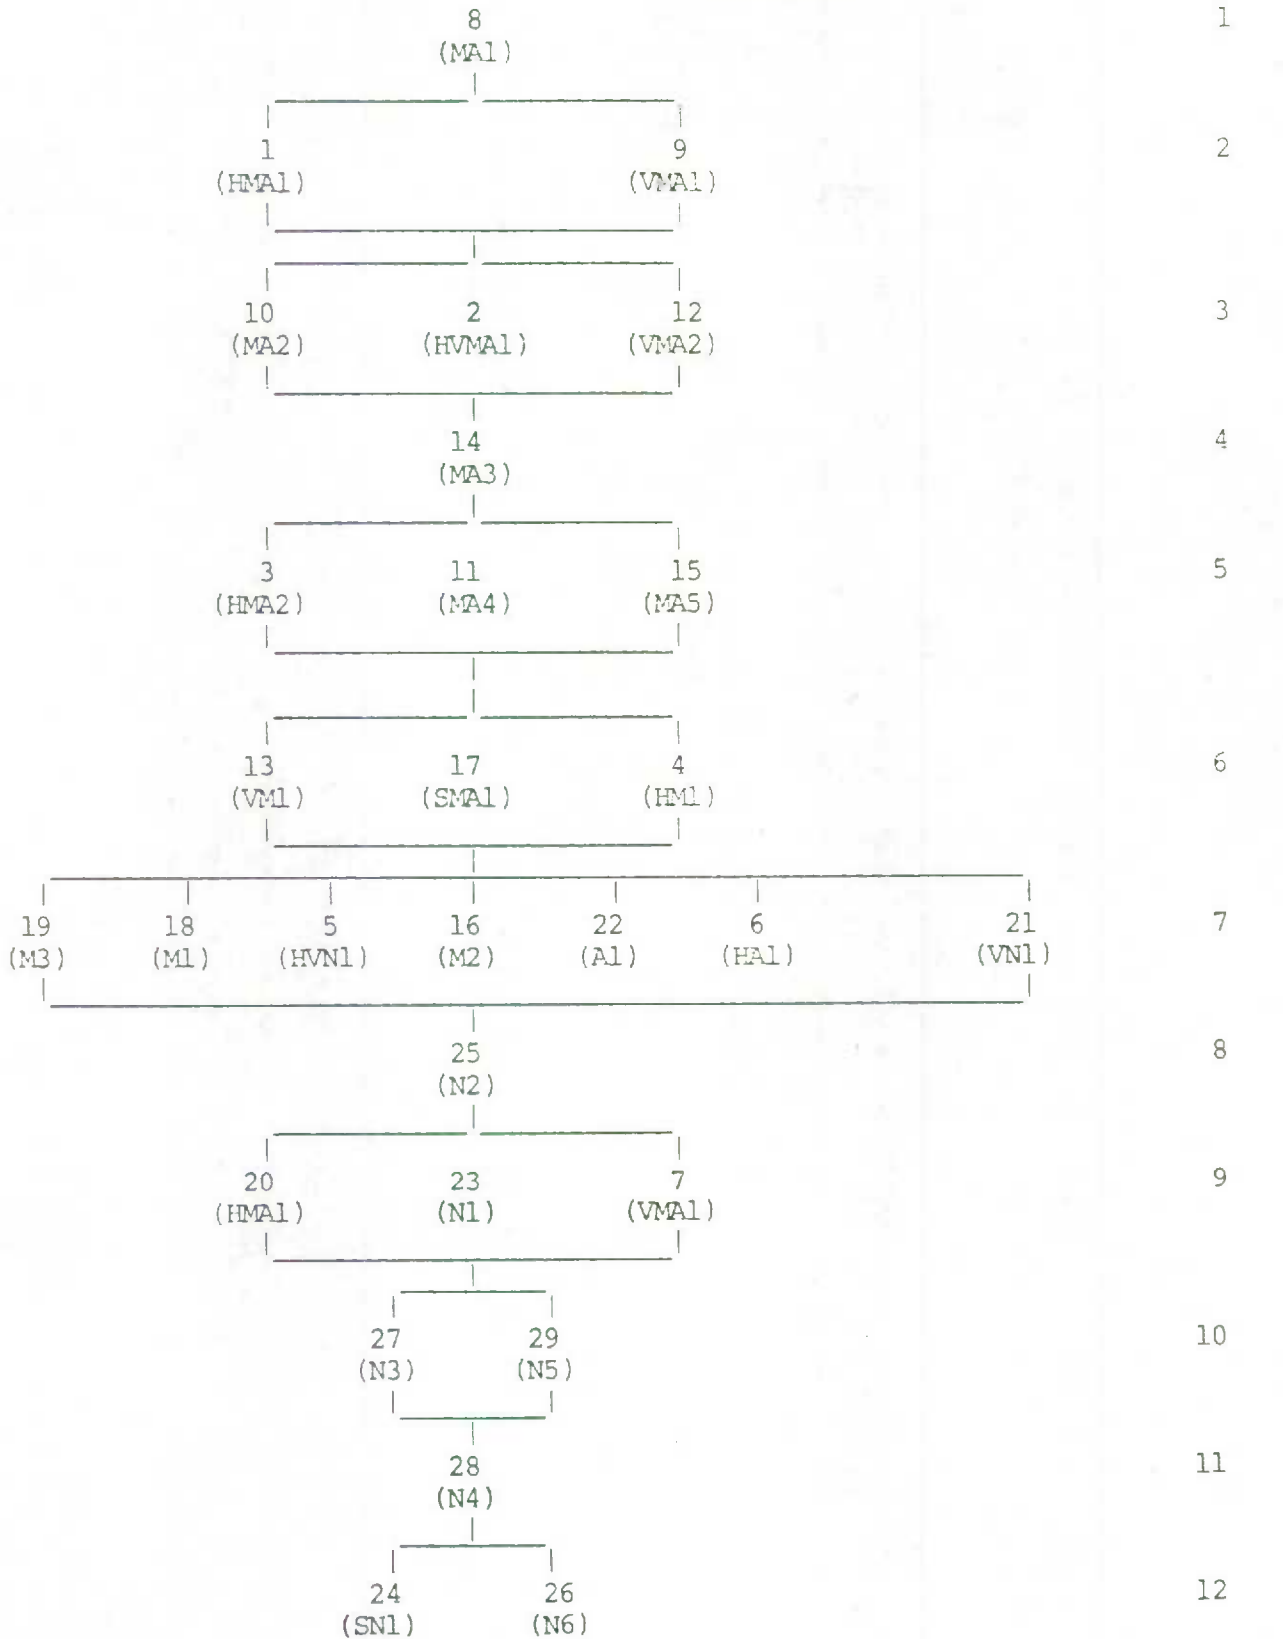 8 1
(MA1)
1 9 2
(HMA1) (VMA1)
10 2 12 3
(MA2) (HVMA1) (VMA2)
14 4
(MA3)
3 11 15 5
(HMA2) (MA4) (MA5)
13 17 4 6
(VM1) (SMA1) (HM1)
19 18 5 16 22 6 21 7
(M3) (M1) (HVN1) (M2) (A1) (HA1) (VN1)
25 8
(N2)
20 23 7 9
(HMA1) (N1) (VMA1)
27 29 10
(N3) (N5)
28 11
(N4)
24 26 12
(SN1) (N6)